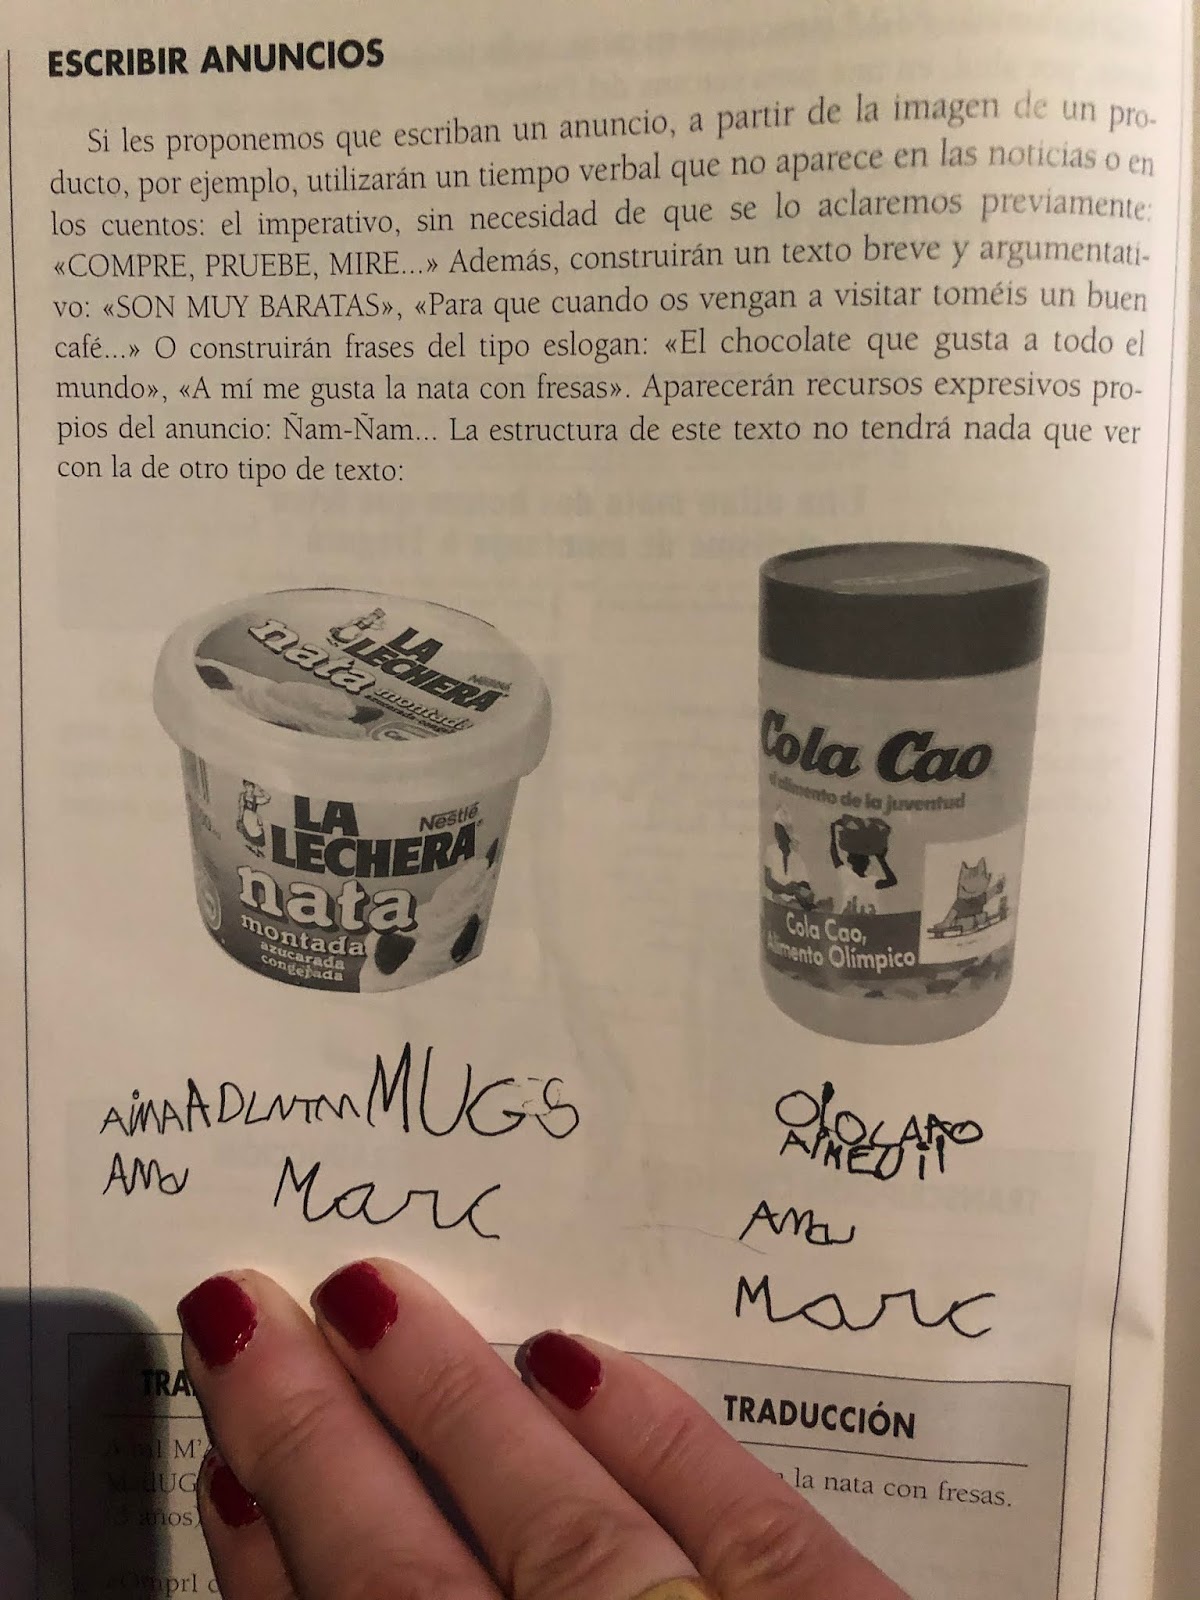 ESCRIBIR ANUNCIOS
Si les proponemos que escriban un anuncio, a partir de la imagen de un pro-
ducto, por ejemplo, utilizarán un tiempo verbal que no aparece en las noticias o en
los cuentos: el imperativo, sin necesidad de que se lo aclaremos previamente:
«COMPRE, PRUEBE, MIRE...» Además, construirán un texto breve y argumentati-
vo: «SON MUY BARATAS», «Para que cuando os vengan a visitar toméis un buen
café...» O construirán frases del tipo eslogan: «El chocolate que gusta a todo el
mundo», «A mí me gusta la nata con fresas». Aparecerán recursos expresivos pro-
pios del anuncio: Ñam-Ñam... La estructura de este texto no tendrá nada que ver
con la de otro tipo de texto:
LA
LECHERA
Nestlé
nata
montada
LA
LECHERA
Nestlé
nata
montada
azucarada
congelada
Cola Cao
el alimento de la juventud
Cola Cao,
Alimento Olímpico
MUGS
Marc
Marc
TRADUCCIÓN
la nata con fresas.
años)